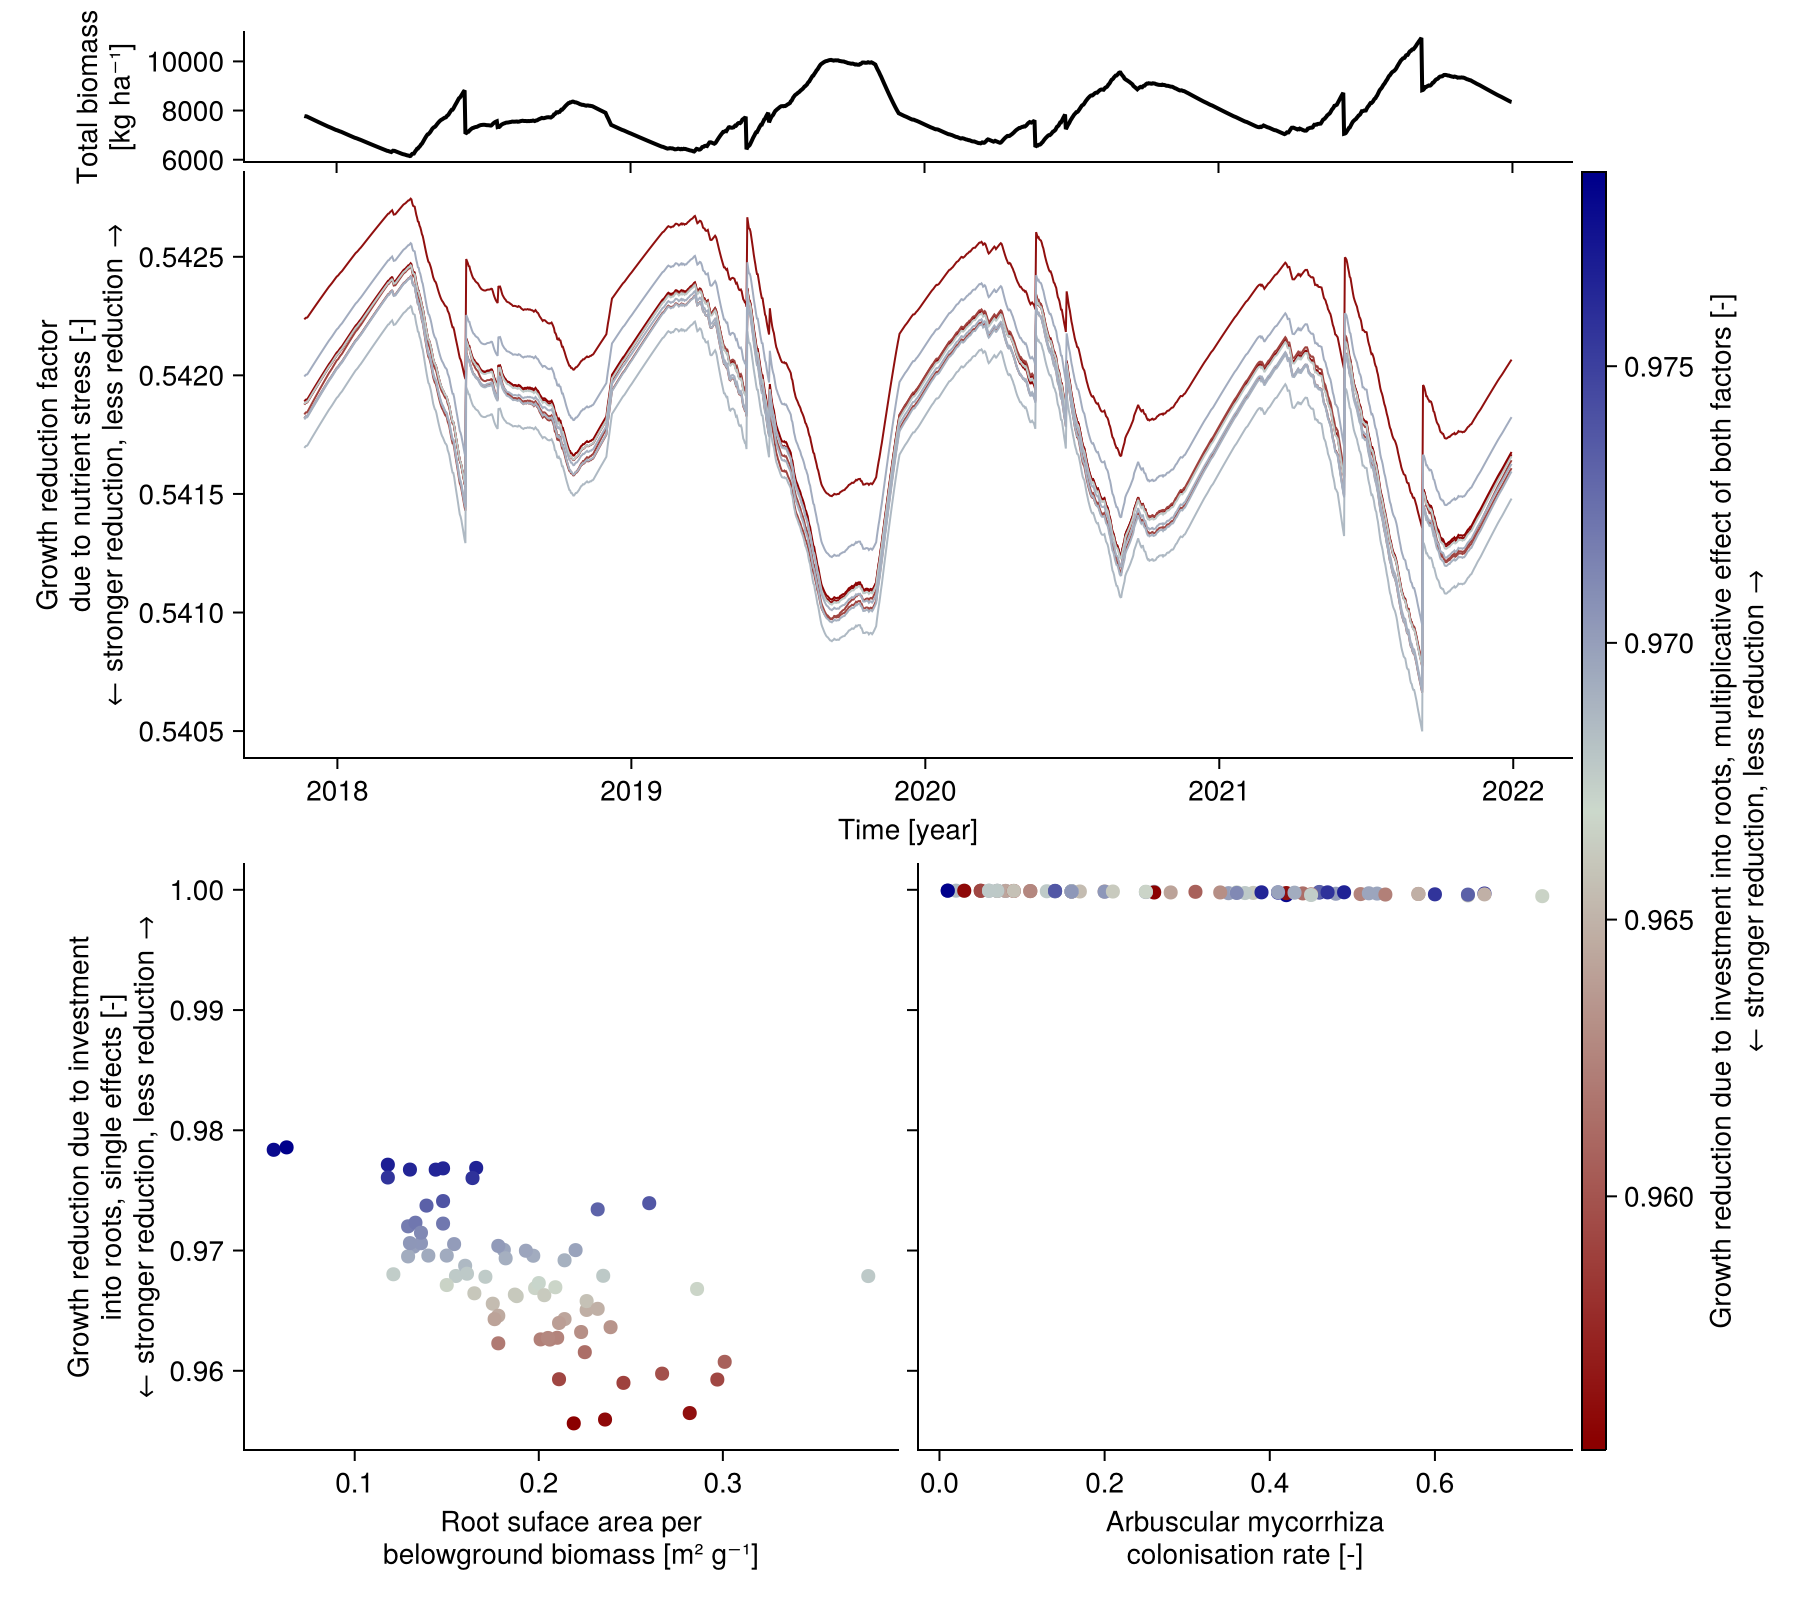 Total biomass
[kg ha⁻¹]
10000
8000
6000
Growth reduction factor
due to nutrient stress [-]
← stronger reduction, less reduction →
0.5425
0.5420
0.5415
0.5410
0.5405
2018
2019
2020
2021
2022
Time [year]
Growth reduction due to investment
into roots, single effects [-]
← stronger reduction, less reduction →
1.00
0.99
0.98
0.97
0.96
0.1
0.2
0.3
Root suface area per
belowground biomass [m² g⁻¹]
0.0
0.2
0.4
0.6
Arbuscular mycorrhiza
colonisation rate [-]
0.975
0.970
0.965
0.960
Growth reduction due to investment into roots, multiplicative effect of both factors [-]
← stronger reduction, less reduction →